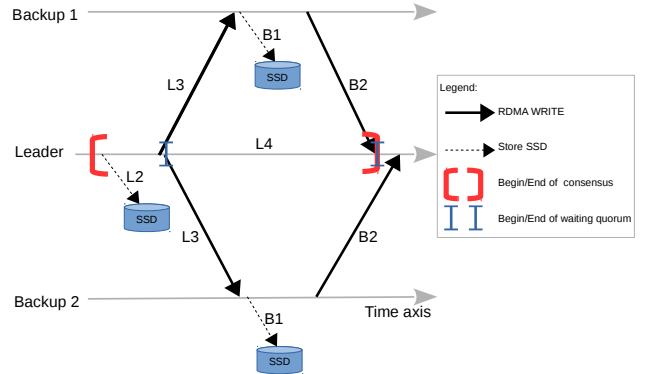 Backup 1
B1
SSD
L3
B2
Legend:
RDMA WRITE
Store SSD
Begin/End of consensus
Begin/End of waiting quorum
Leader
L4
L2
SSD
L3
B2
Backup 2
Time axis
B1
SSD